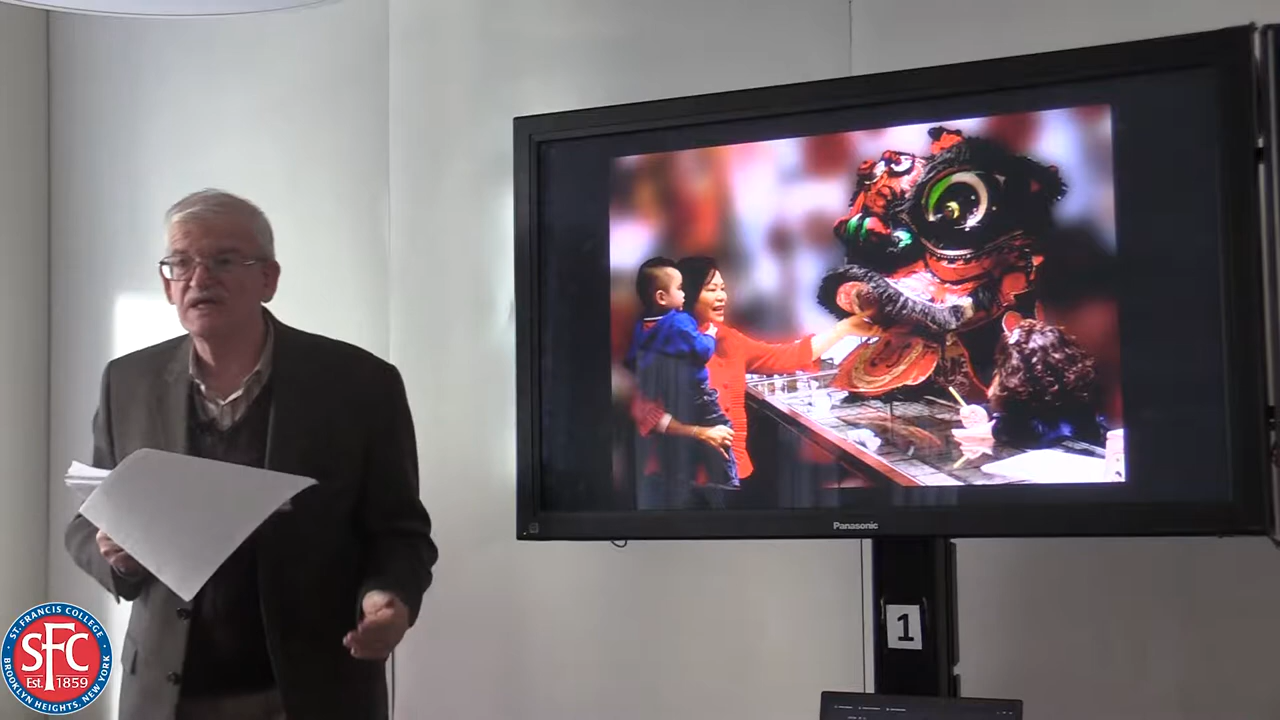 Panasonic
1
ST. FRANCIS COLLEGE
SFC
Est. 1859
BROOKLYN HEIGHTS, NEW YORK